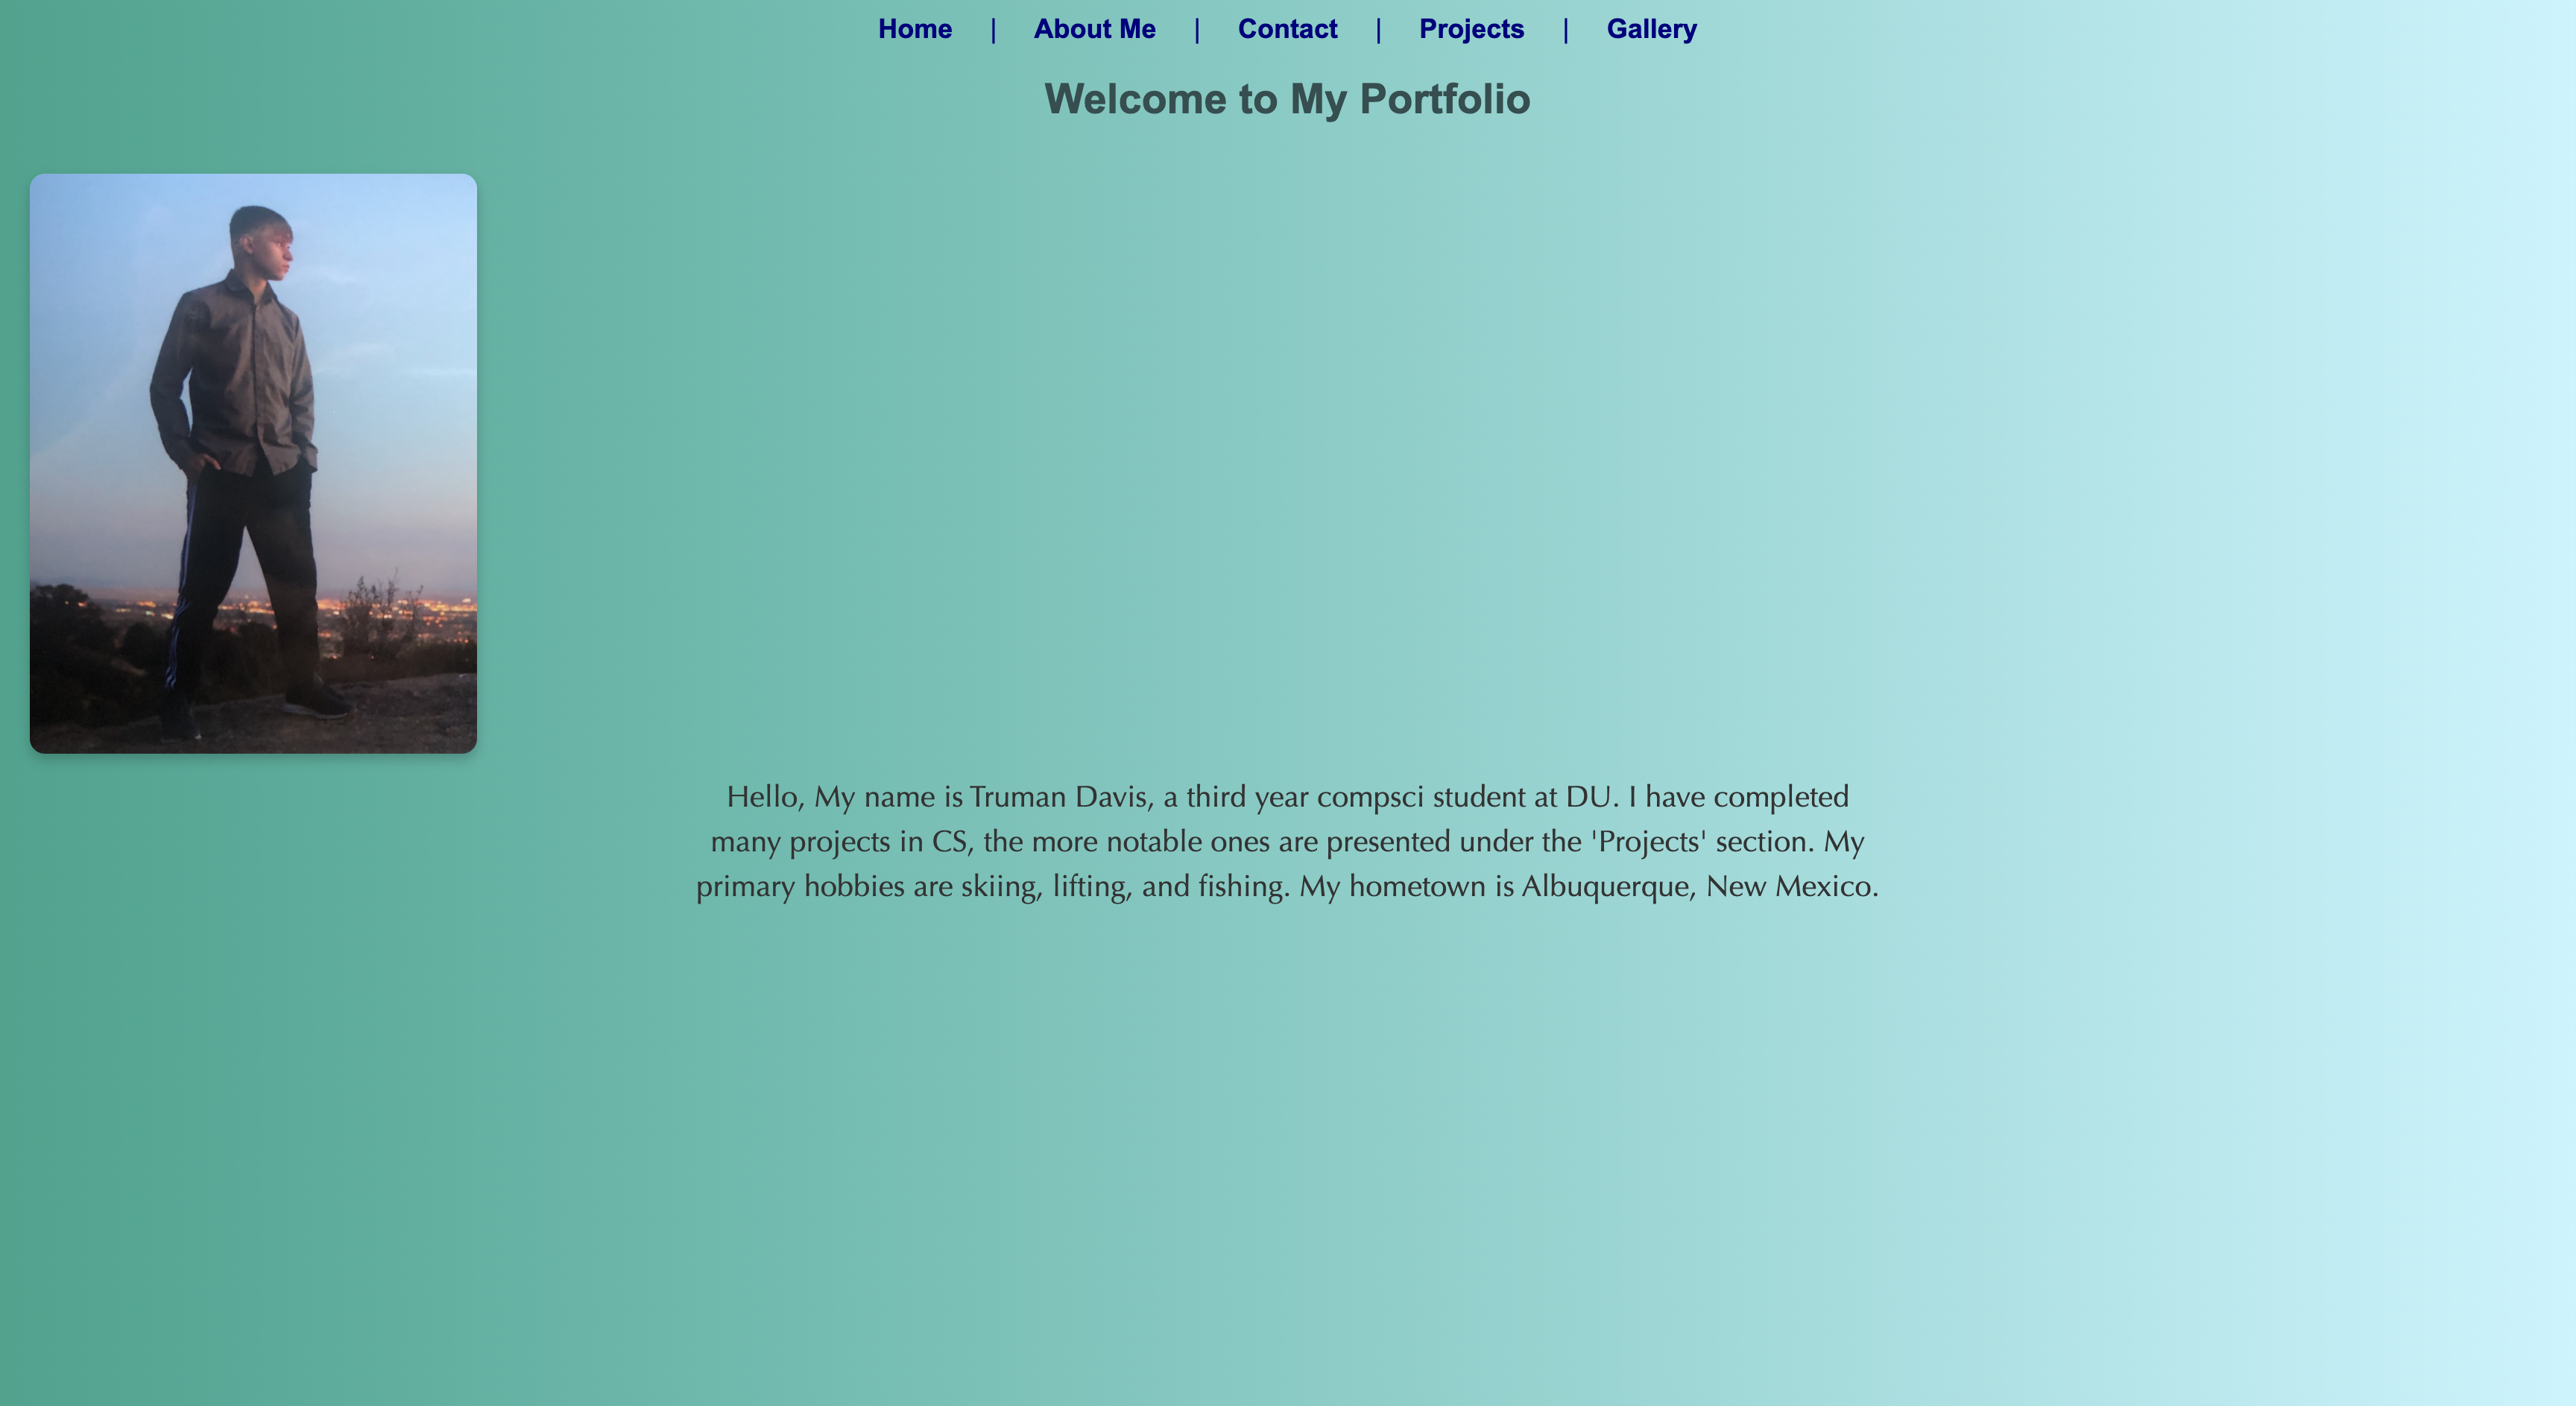 Home | About Me | Contact | Projects | Gallery
Welcome to My Portfolio
Hello, My name is Truman Davis, a third year compsci student at DU. I have completed
many projects in CS, the more notable ones are presented under the 'Projects' section. My
primary hobbies are skiing, lifting, and fishing. My hometown is Albuquerque, New Mexico.